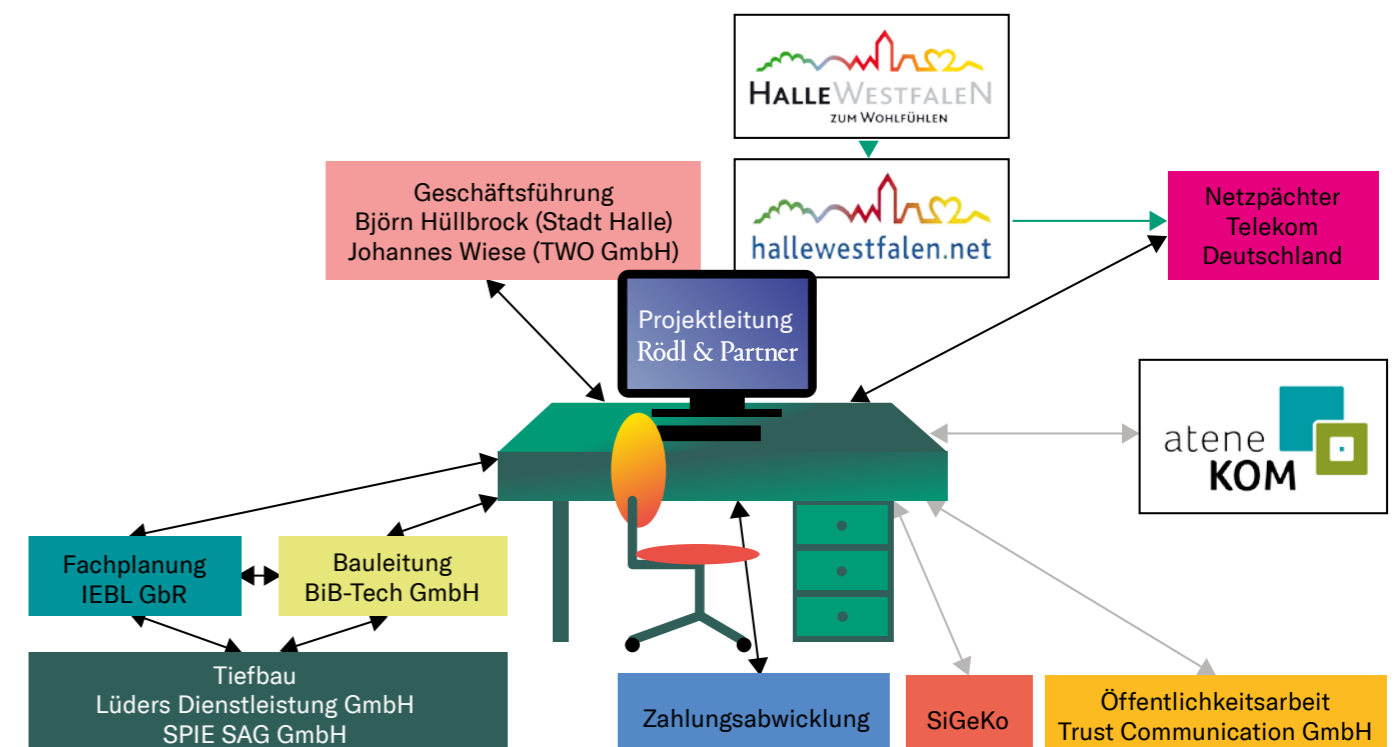 HALLEWESTFALEN
ZUM WOHLFÜHLEN
Geschäftsführung
Björn Hüllbrock (Stadt Halle)
Johannes Wiese (TWO GmbH)
hallewestfalen.net
Netzpächter
Telekom
Deutschland
Projektleitung
Rödl & Partner
atene
KOM
Fachplanung
IEBL GbR
Bauleitung
BiB-Tech GmbH
Tiefbau
Lüders Dienstleistung GmbH
SPIE SAG GmbH
Zahlungsabwicklung
SiGeKo
Öffentlichkeitsarbeit
Trust Communication GmbH